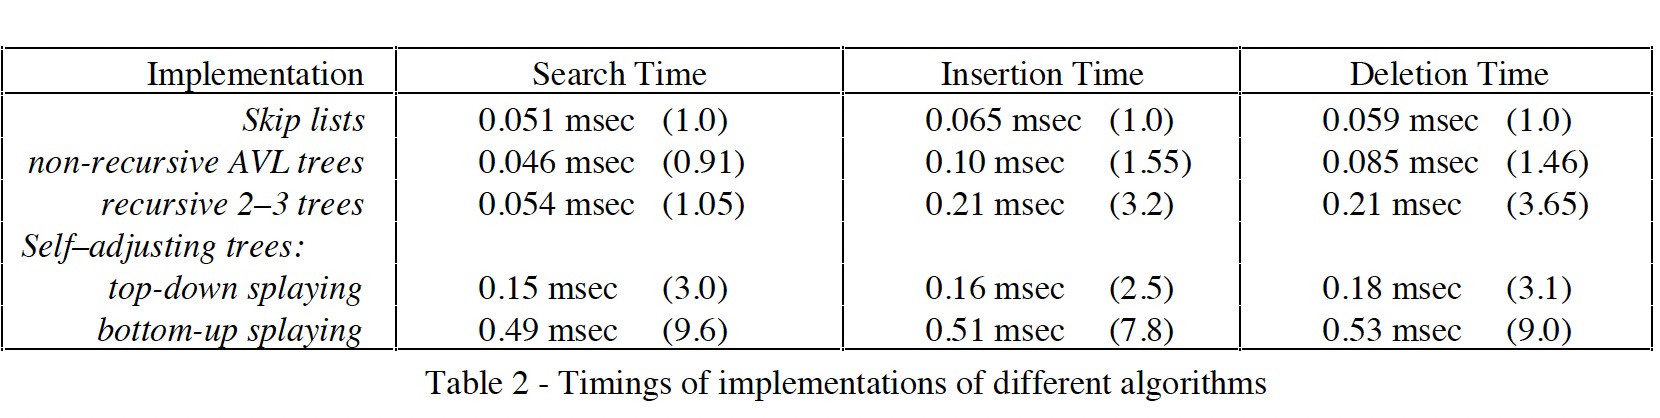 Implementation Search Time Insertion Time Deletion Time
Skip lists 0.051 msec (1.0) 0.065 msec (1.0) 0.059 msec (1.0)
non-recursive AVL trees 0.046 msec (0.91) 0.10 msec (1.55) 0.085 msec (1.46)
recursive 2–3 trees 0.054 msec (1.05) 0.21 msec (3.2) 0.21 msec (3.65)
Self–adjusting trees:
top-down splaying 0.15 msec (3.0) 0.16 msec (2.5) 0.18 msec (3.1)
bottom-up splaying 0.49 msec (9.6) 0.51 msec (7.8) 0.53 msec (9.0)
Table 2 - Timings of implementations of different algorithms